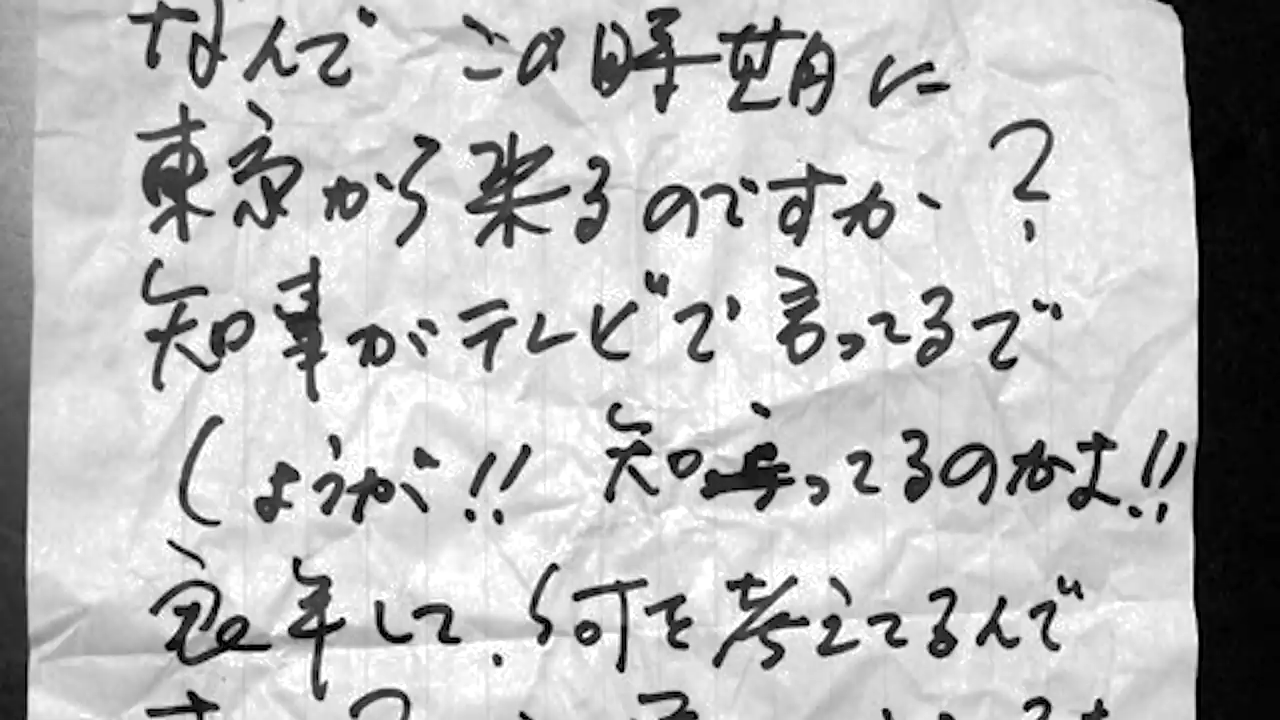 なんで この時期に
東京から来るのですか?
知事がテレビで言ってるで
しょうが!! 知ってるのかよ!!
良い年して、何を考えてるんで